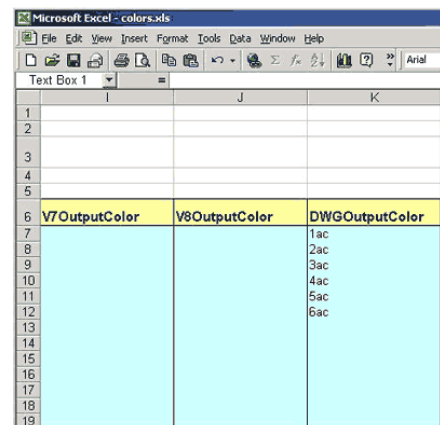 Microsoft Excel - colors.xls
File Edit View Insert Format Tools Data Window Help
Σ fx Arial
Text Box 1 =
I J K
1
2
3
4
5
6 V7OutputColor V8OutputColor DWGOutputColor
7 1ac
8 2ac
9 3ac
10 4ac
11 5ac
12 6ac
13
14
15
16
17
18
19